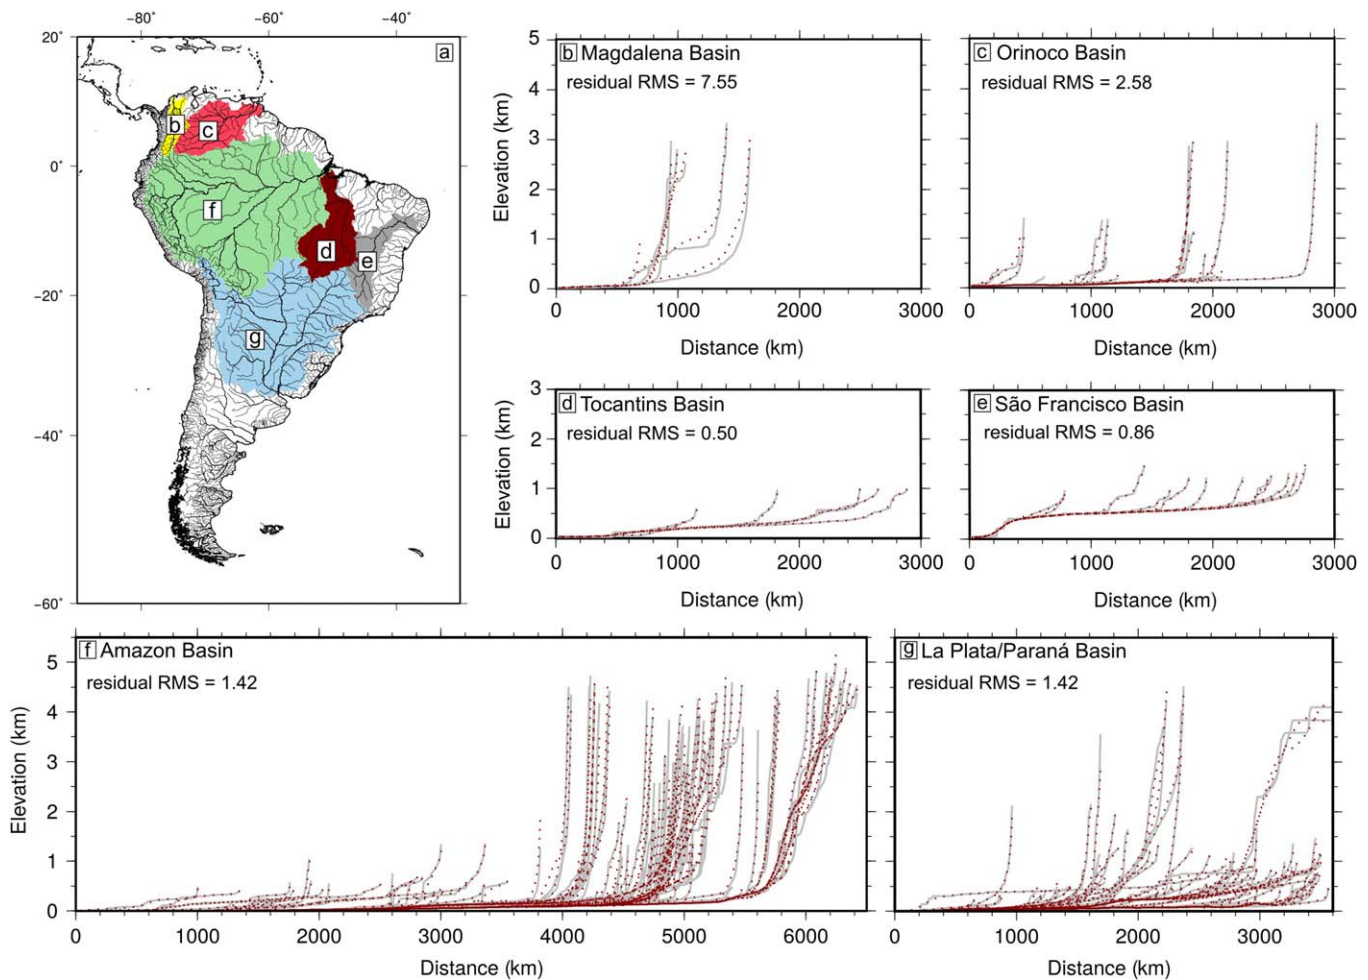 −80° −60° −40°
20°
0°
−20°
−40°
−60°
a
b
c
f
d
e
g
b Magdalena Basin
residual RMS = 7.55
Elevation (km)
5
4
3
2
1
0
0 1000 2000 3000
Distance (km)
c Orinoco Basin
residual RMS = 2.58
0 1000 2000 3000
Distance (km)
d Tocantins Basin
residual RMS = 0.50
Elevation (km)
3
2
1
0
0 1000 2000 3000
Distance (km)
e São Francisco Basin
residual RMS = 0.86
0 1000 2000 3000
Distance (km)
f Amazon Basin
residual RMS = 1.42
Elevation (km)
5
4
3
2
1
0
0 1000 2000 3000 4000 5000 6000
Distance (km)
g La Plata/Paraná Basin
residual RMS = 1.42
0 1000 2000 3000
Distance (km)